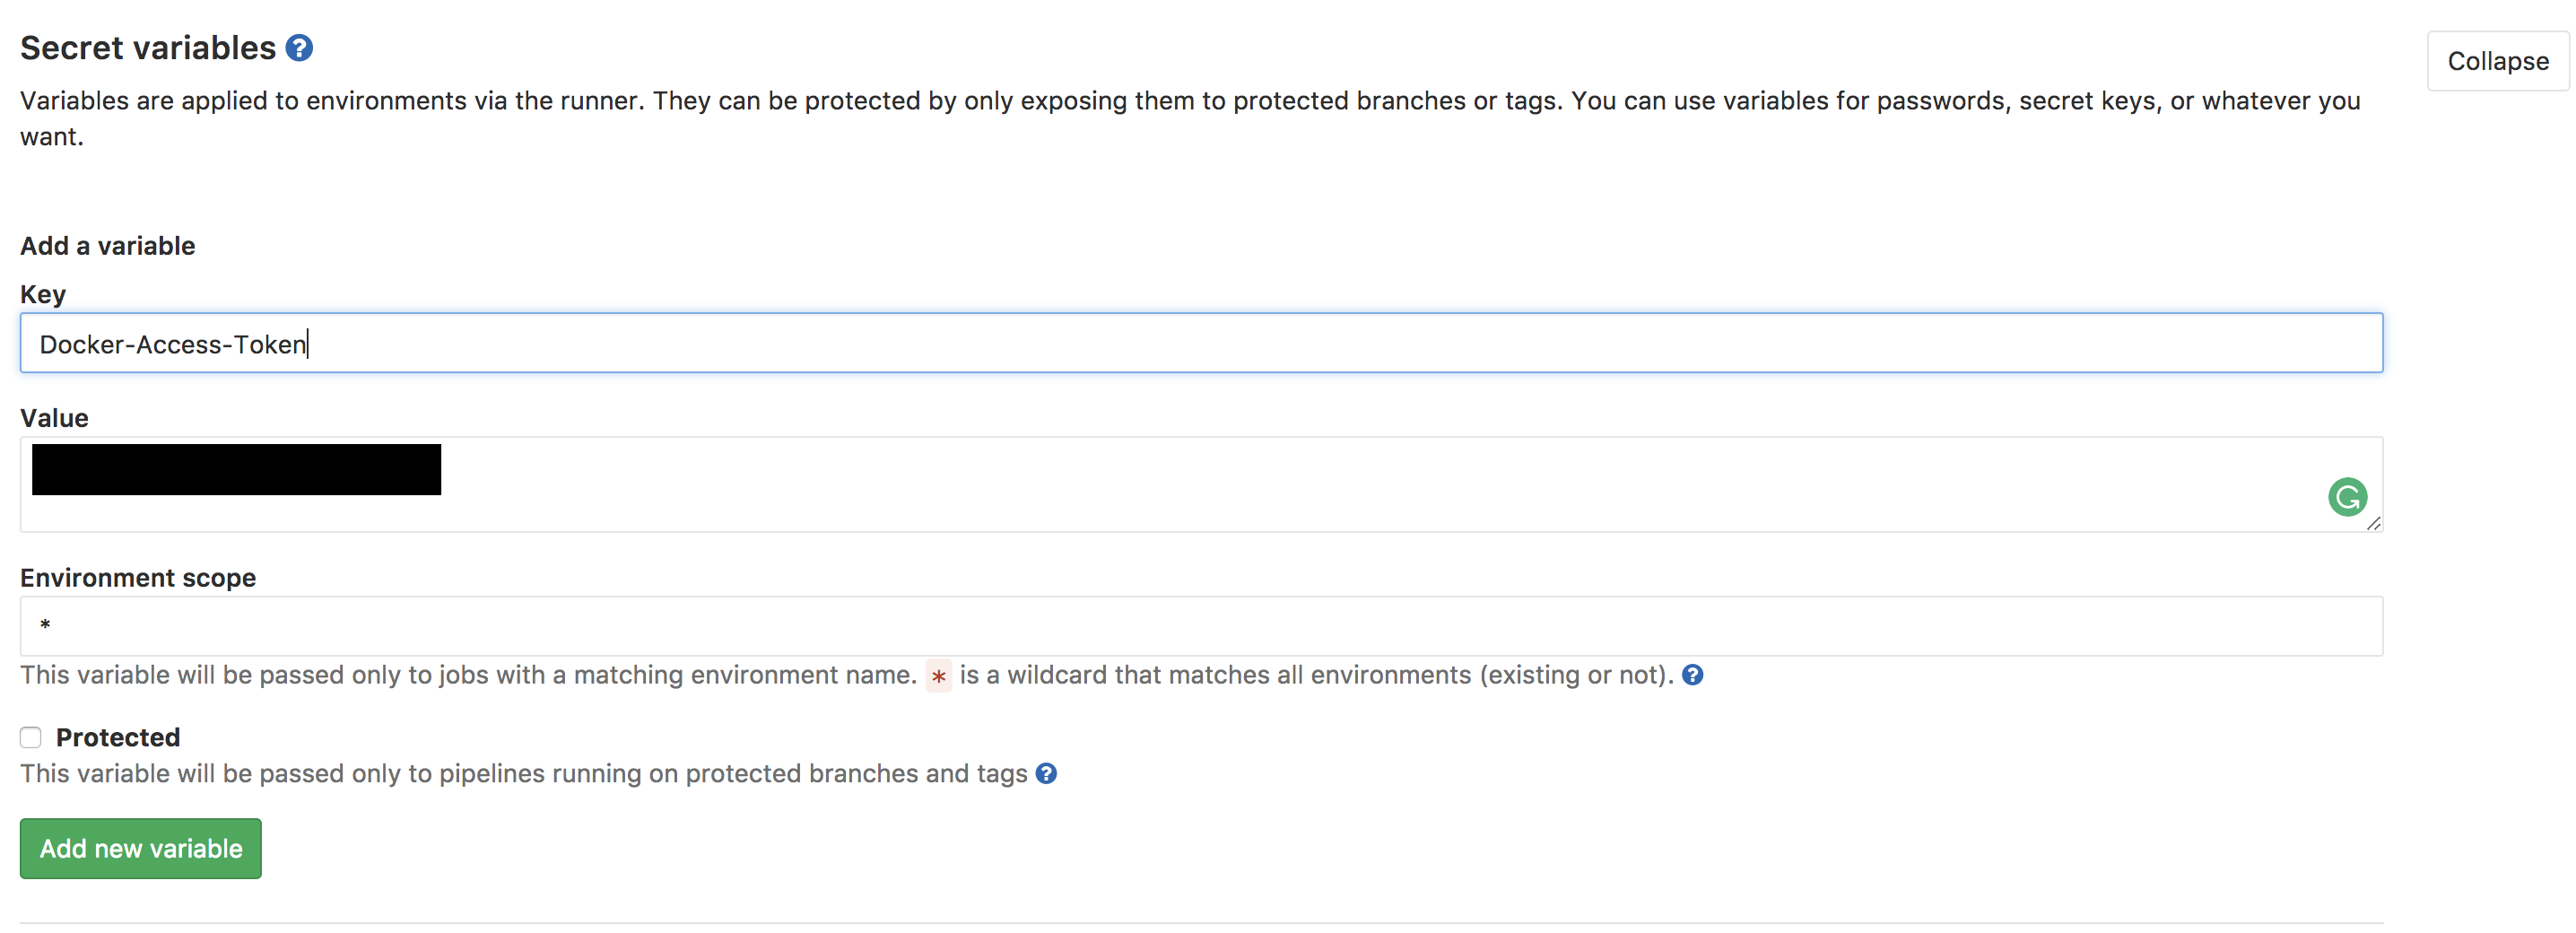 Secret variables ?
Collapse
Variables are applied to environments via the runner. They can be protected by only exposing them to protected branches or tags. You can use variables for passwords, secret keys, or whatever you
want.
Add a variable
Key
Docker-Access-Token
Value
G
Environment scope
*
This variable will be passed only to jobs with a matching environment name. * is a wildcard that matches all environments (existing or not). ?
Protected
This variable will be passed only to pipelines running on protected branches and tags ?
Add new variable